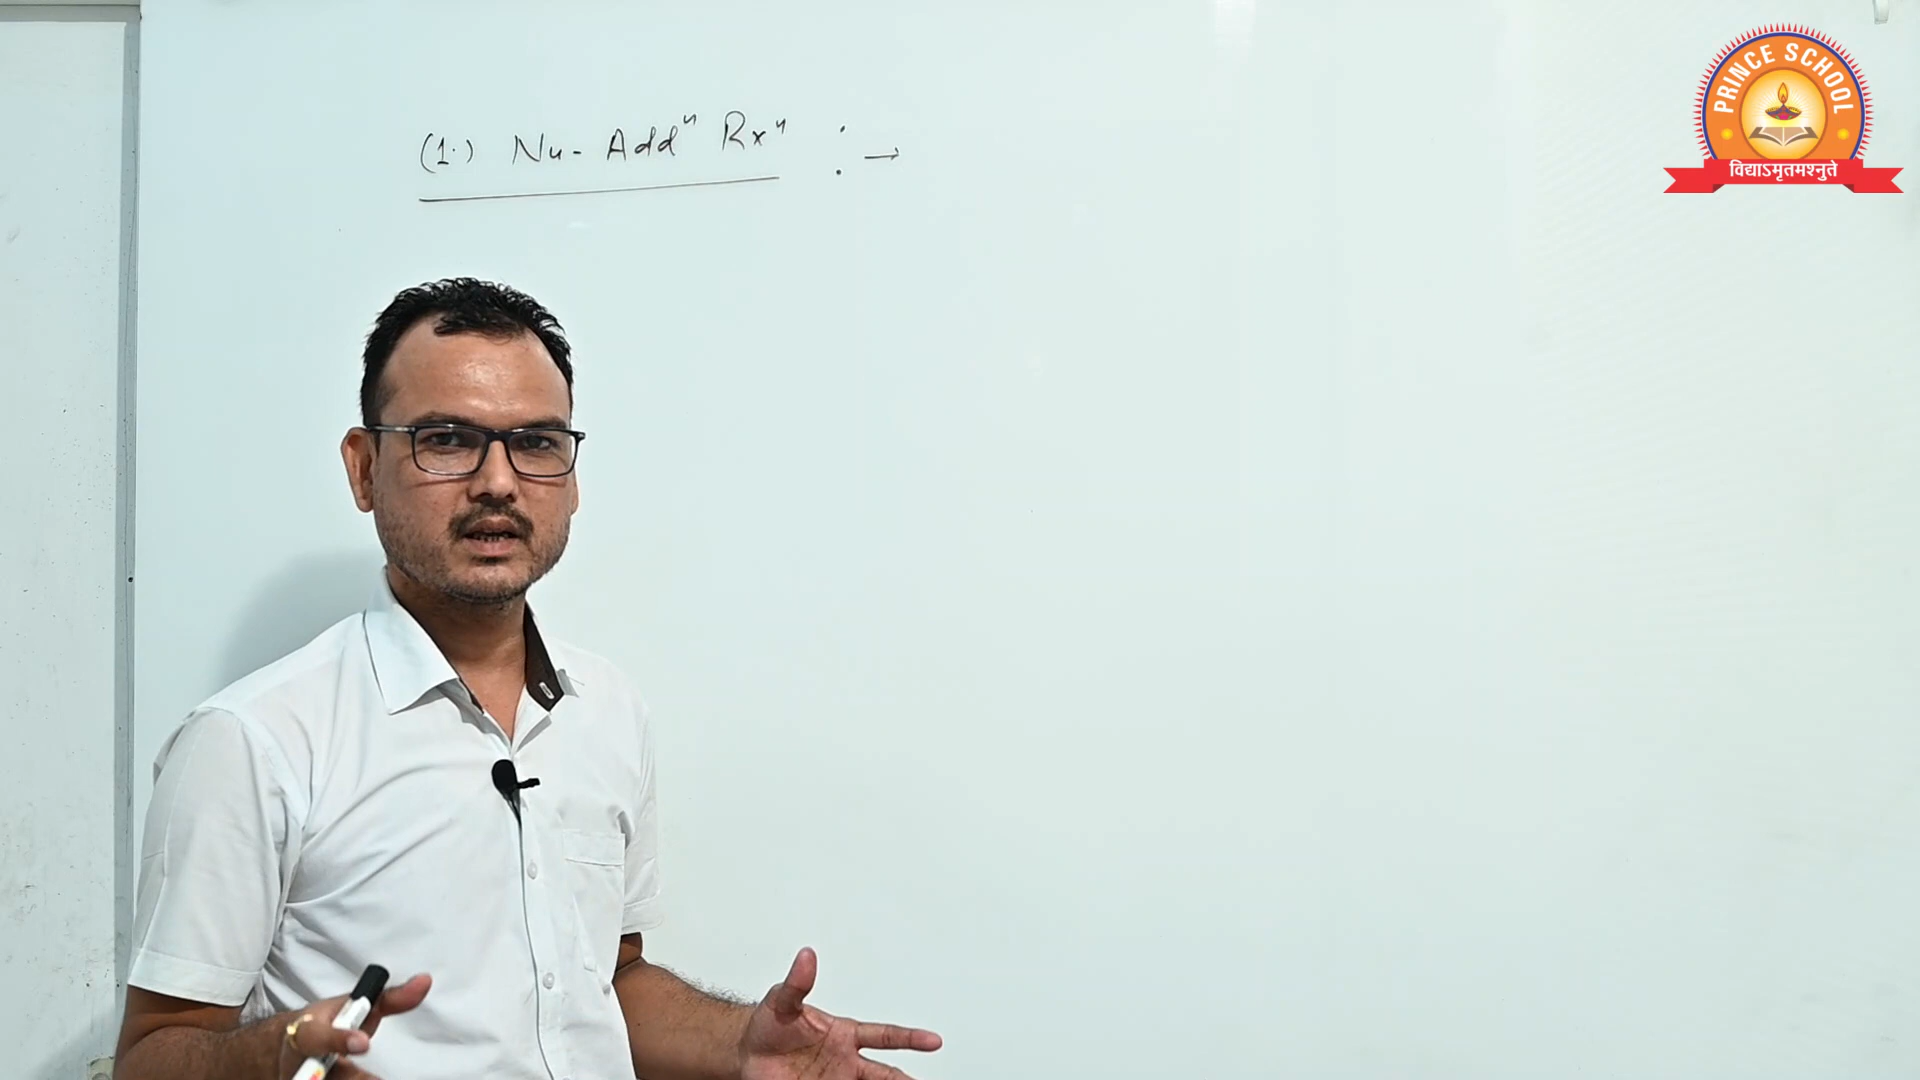 (1.) Nu- Addⁿ Rxⁿ :→
PRINCE SCHOOL
विद्याऽमृतमश्नुते